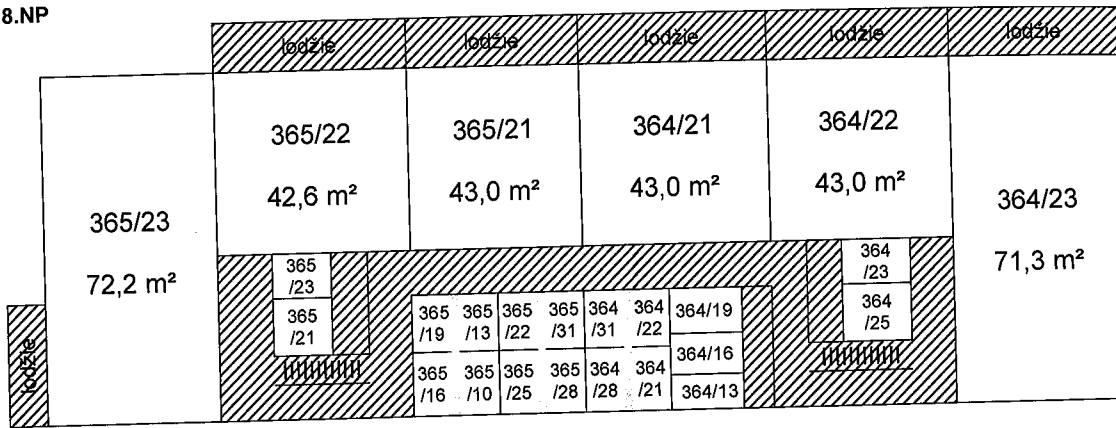 8.NP
lodžie
lodžie
lodžie
lodžie
lodžie
365/22
42,6 m²
365/21
43,0 m²
364/21
43,0 m²
364/22
43,0 m²
365/23
72,2 m²
364/23
71,3 m²
lodžie
365
/23
365
/21
364
/23
364
/25
365 365 365 365 364 364
/19 /13 /22 /31 /31 /22
364/19
364/16
365 365 365 365 364 364
/16 /10 /25 /28 /28 /21
364/13